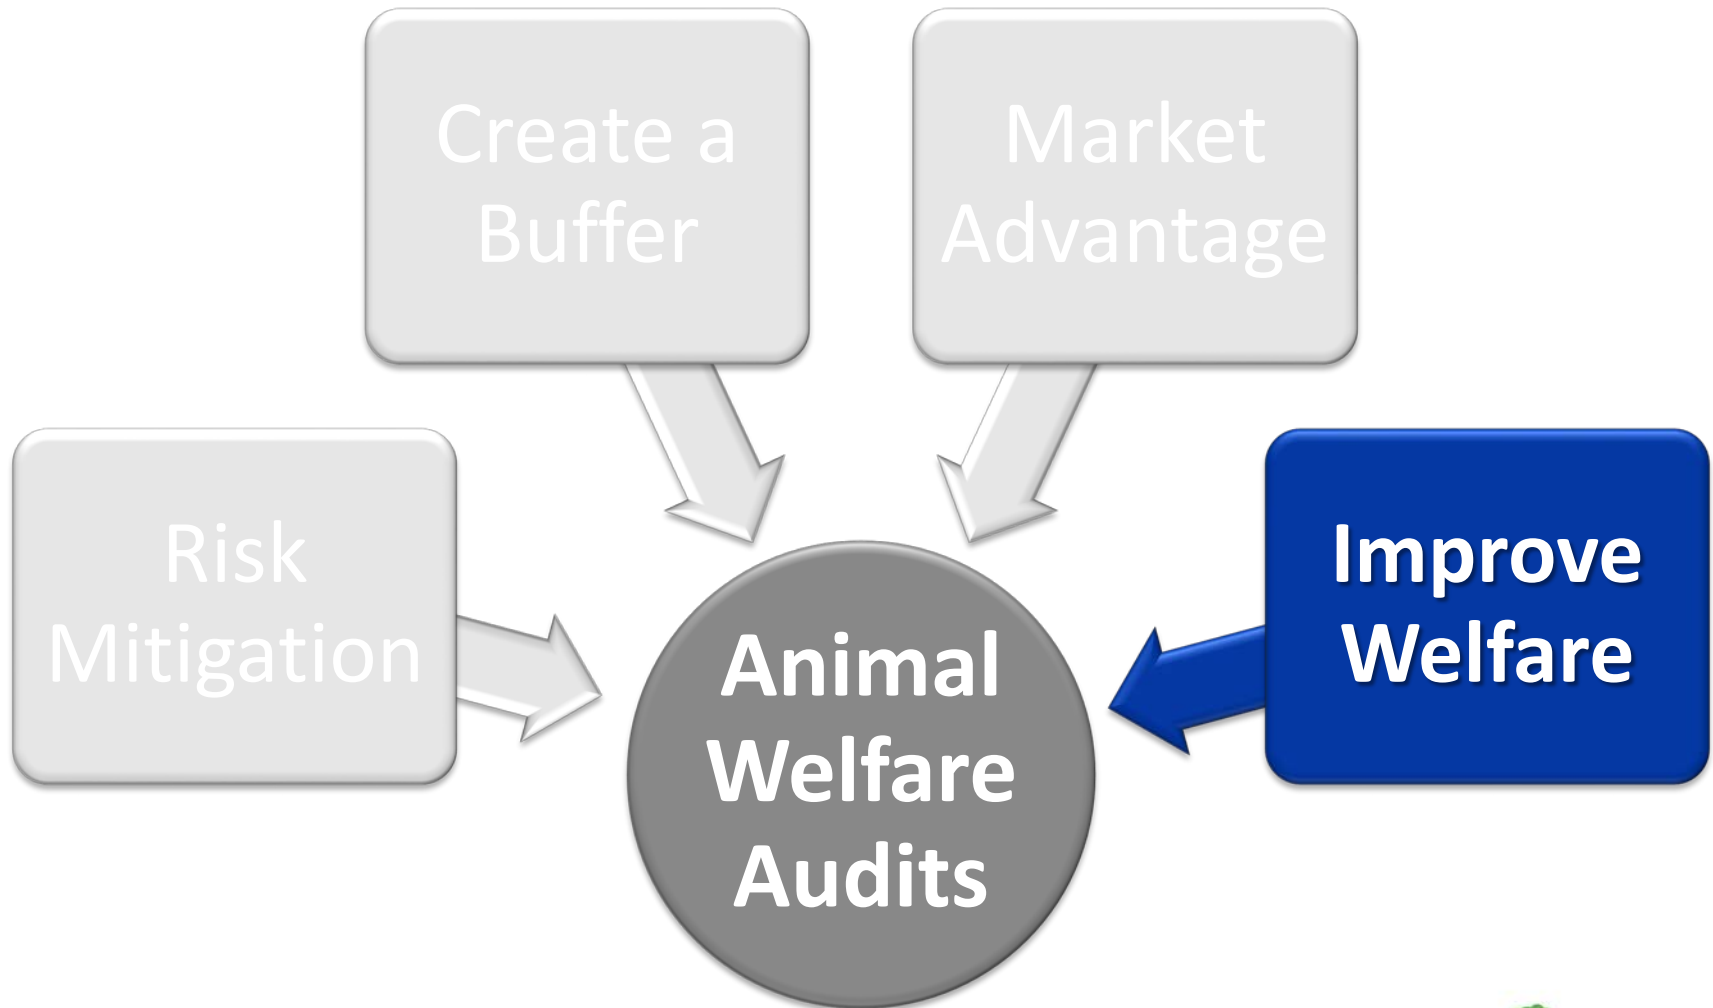 Create a
Buffer
Market
Advantage
Risk
Mitigation
Improve
Welfare
Animal
Welfare
Audits